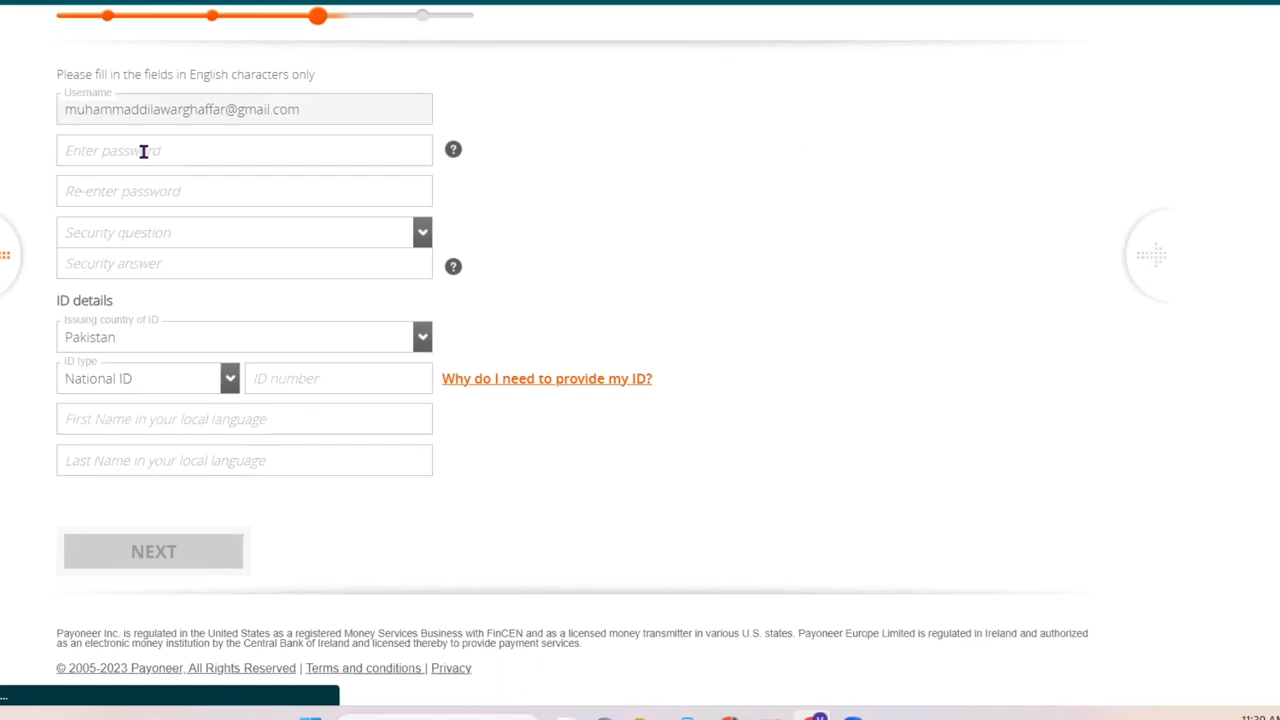 Please fill in the fields in English characters only
Username
muhammaddilawarghaffar@gmail.com
Enter password
?
Re-enter password
Security question
Security answer
?
ID details
Issuing country of ID
Pakistan
ID type
National ID
ID number
Why do I need to provide my ID?
First Name in your local language
Last Name in your local language
NEXT
Payoneer Inc. is regulated in the United States as a registered Money Services Business with FinCEN and as a licensed money transmitter in various U.S. states. Payoneer Europe Limited is regulated in Ireland and authorized
as an electronic money institution by the Central Bank of Ireland and licensed thereby to provide payment services.
© 2005-2023 Payoneer, All Rights Reserved | Terms and conditions | Privacy
...